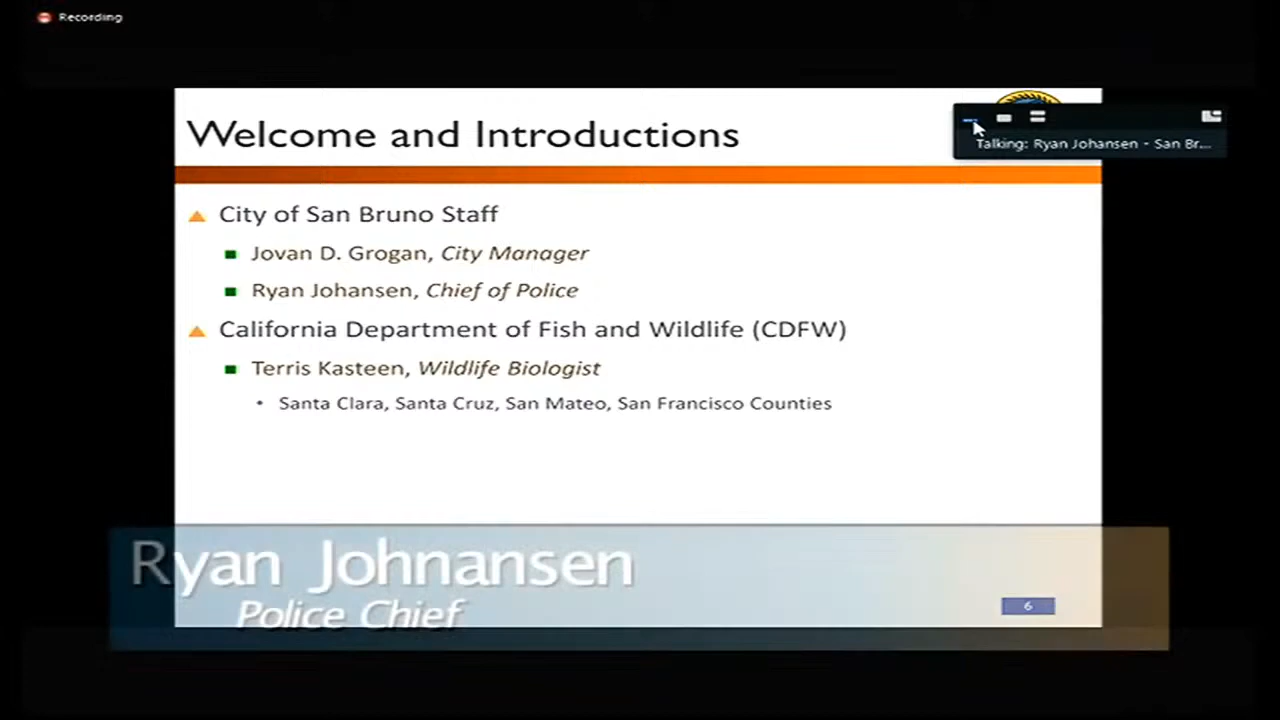 Recording
Welcome and Introductions
Talking: Ryan Johansen - San Br...
City of San Bruno Staff
Jovan D. Grogan, City Manager
Ryan Johansen, Chief of Police
California Department of Fish and Wildlife (CDFW)
Terris Kasteen, Wildlife Biologist
• Santa Clara, Santa Cruz, San Mateo, San Francisco Counties
Ryan Johnansen
Police Chief
6